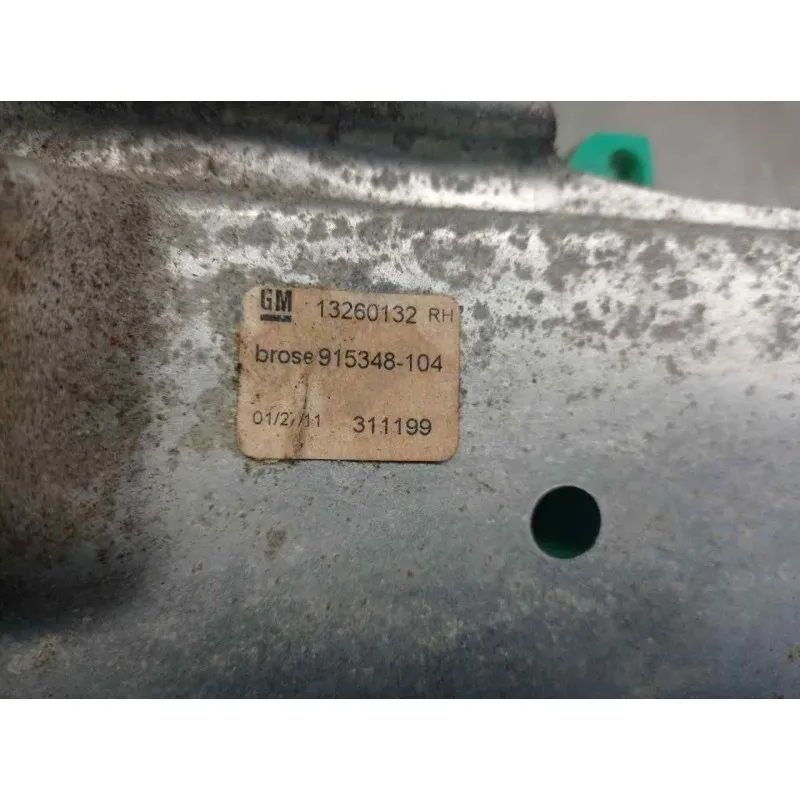 GM 13260132 RH
brose 915348-104
01/27/11 311199